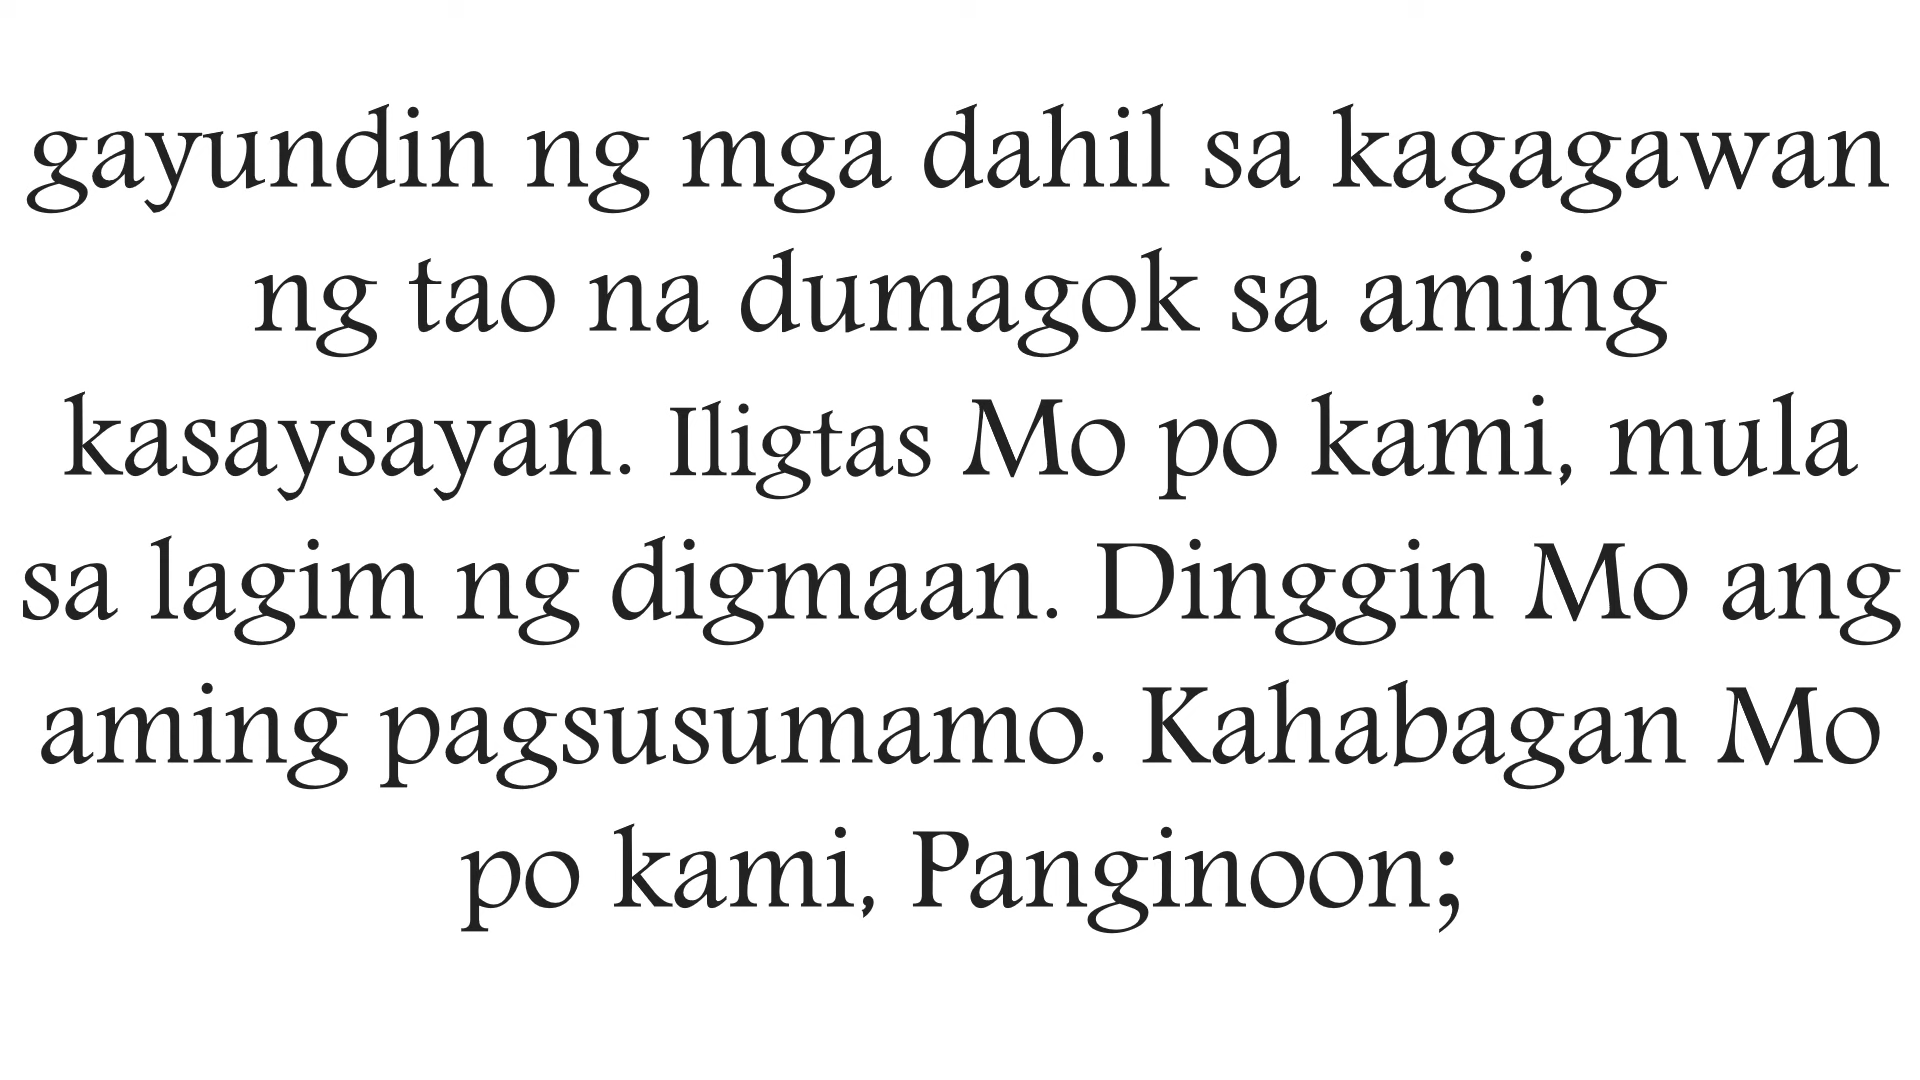 gayundin ng mga dahil sa kagagawan
ng tao na dumagok sa aming
kasaysayan. Iligtas Mo po kami, mula
sa lagim ng digmaan. Dinggin Mo ang
aming pagsusumamo. Kahabagan Mo
po kami, Panginoon;